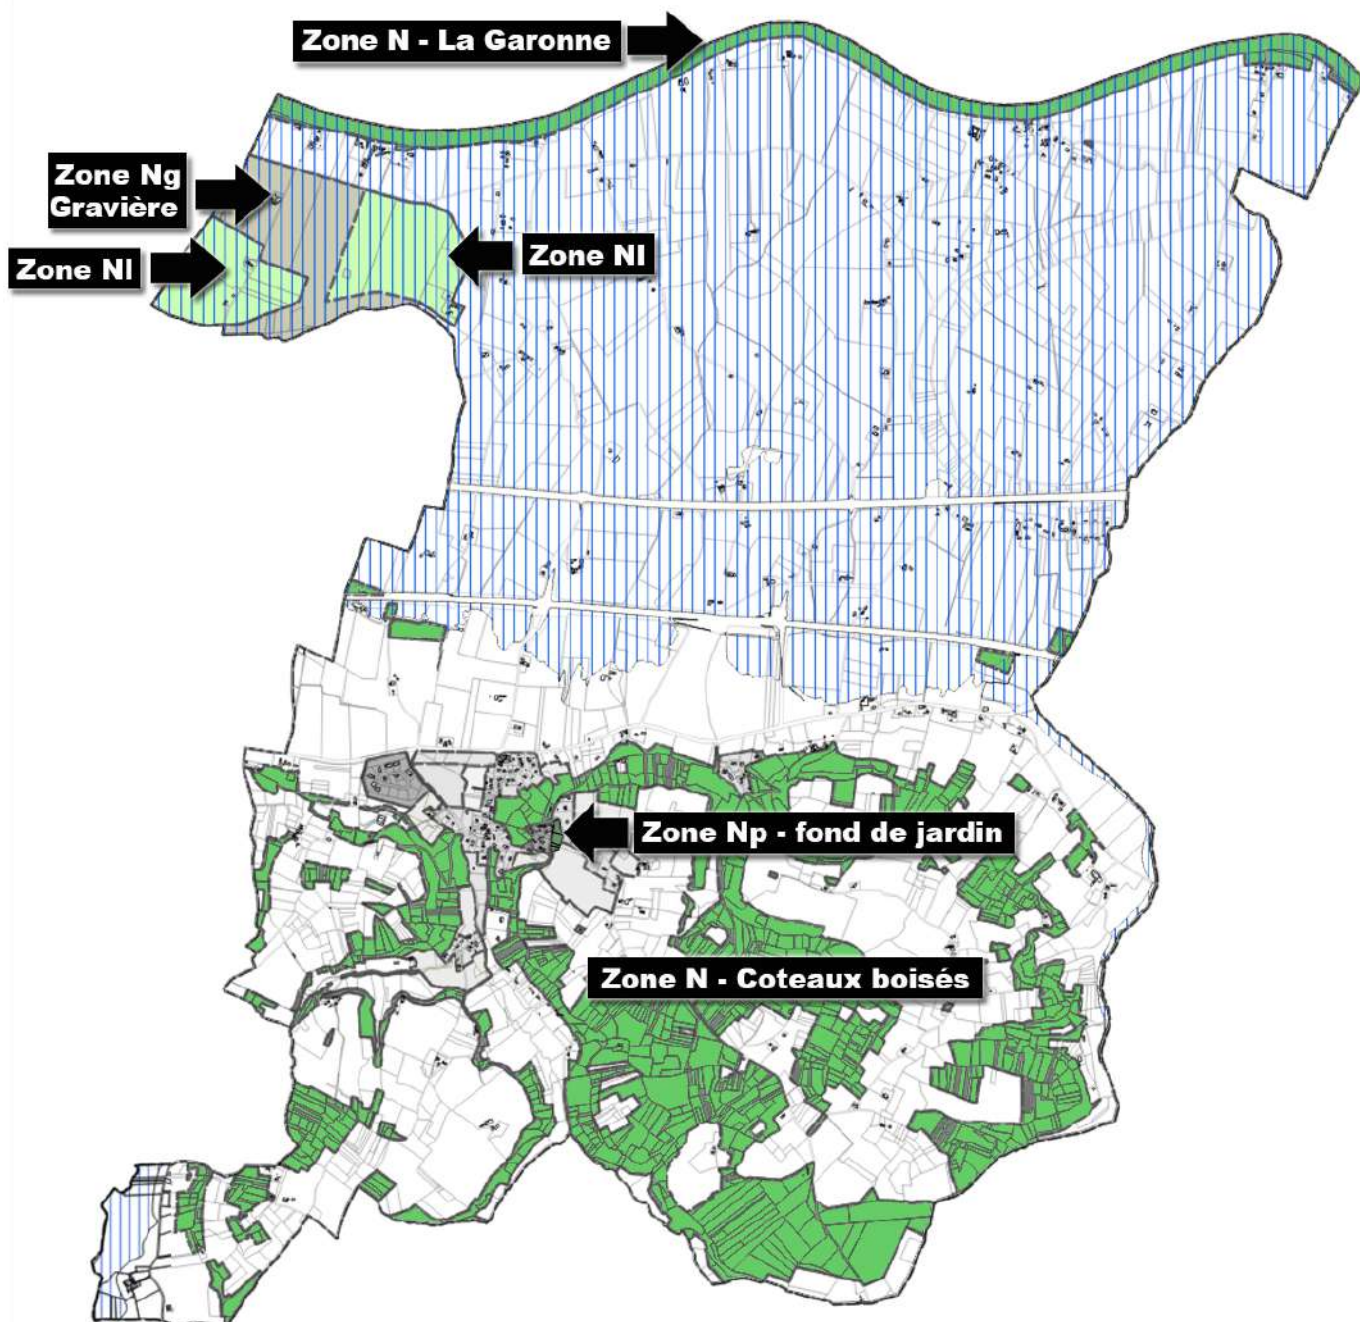 Zone N - La Garonne
Zone Ng
Gravière
Zone Nl
Zone Nl
Zone Np - fond de jardin
Zone N - Coteaux boisés